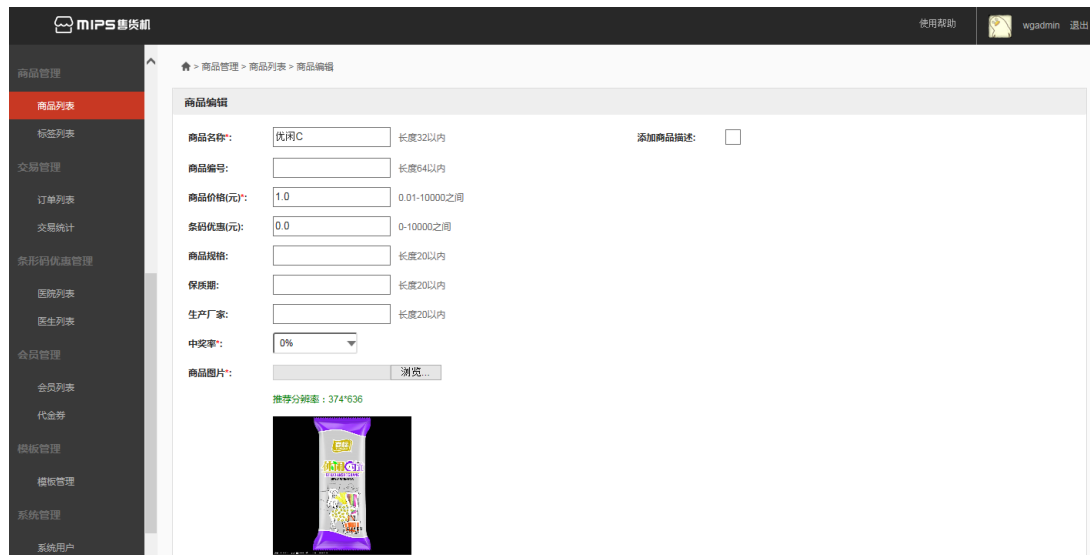 MIPS售货机
使用帮助
wgadmin 退出
商品管理
商品列表
标签列表
交易管理
订单列表
交易统计
条形码优惠管理
医院列表
医生列表
会员管理
会员列表
代金券
模板管理
模板管理
系统管理
系统用户
> 商品管理 > 商品列表 > 商品编辑
商品编辑
商品名称*: 优闲C 长度32以内 添加商品描述:
商品编号: 长度64以内
商品价格(元)*: 1.0 0.01-10000之间
条码优惠(元): 0.0 0-10000之间
商品规格: 长度20以内
保质期: 长度20以内
生产厂家: 长度20以内
中奖率*: 0%
商品图片*: 浏览...
推荐分辨率：374*636